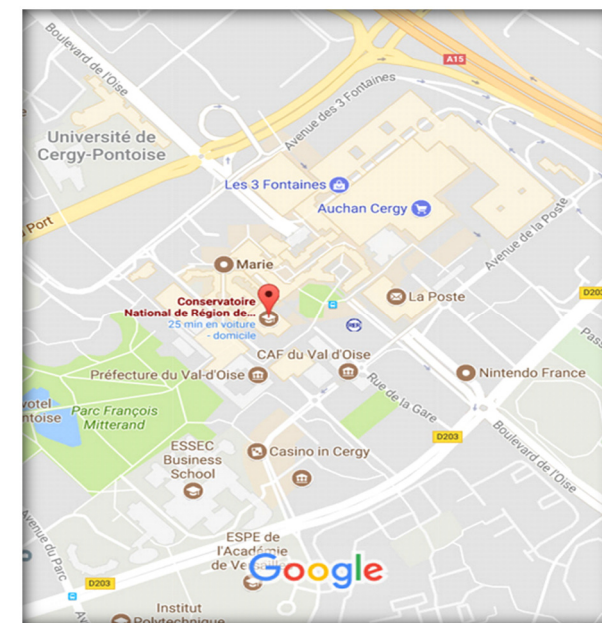 Boulevard de l'Oise
A15
Avenue des 3 Fontaines
Université de
Cergy-Pontoise
Les 3 Fontaines
Auchan Cergy
Port
Avenue de la Poste
Marie
Conservatoire
National de Région de...
25 min en voiture
- domicile
La Poste
D203
RER
CAF du Val d'Oise
Préfecture du Val-d'Oise
Nintendo France
Rue de la Gare
Parc François
Mitterand
D203
Boulevard de l'Oise
ESSEC
Business
School
Casino in Cergy
Avenue du Parc
ESPE de
l'Académie
de
Google
D203
Institut
Polytechnique